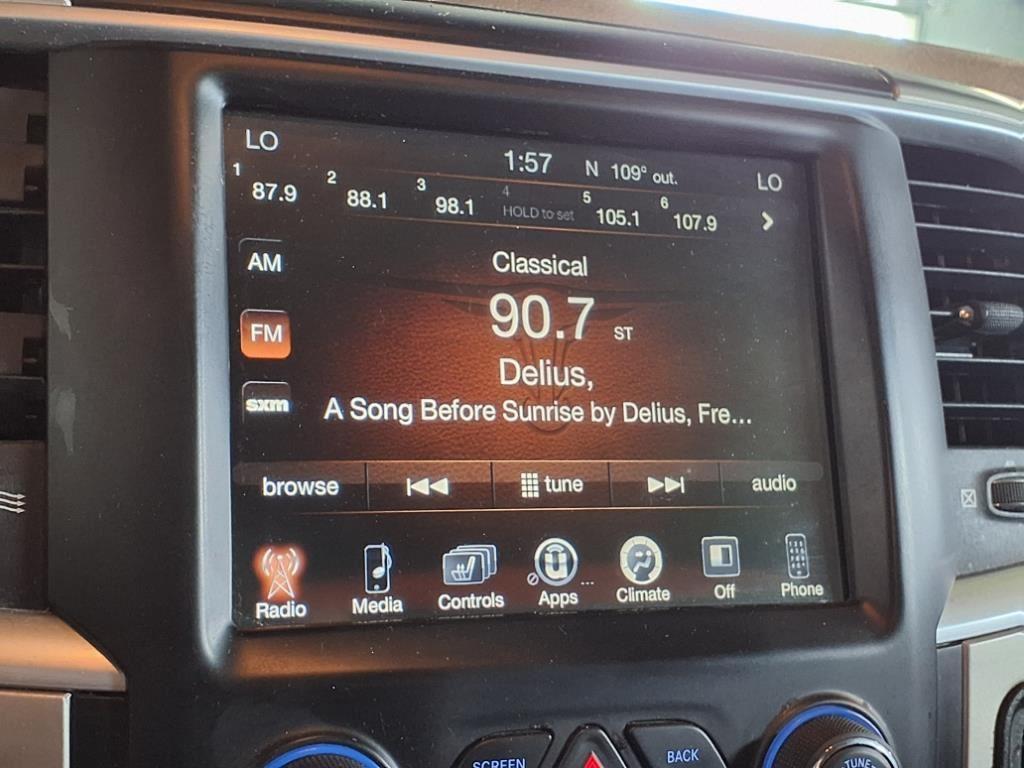 LO 1:57 N 109° out. LO
1 87.9 2 88.1 3 98.1 4 HOLD to set 5 105.1 6 107.9
AM
Classical
FM
90.7 ST
Delius,
sxm
A Song Before Sunrise by Delius, Fre...
browse tune audio
Radio Media Controls Apps ... Climate Off Phone
SCREEN BACK TUNE